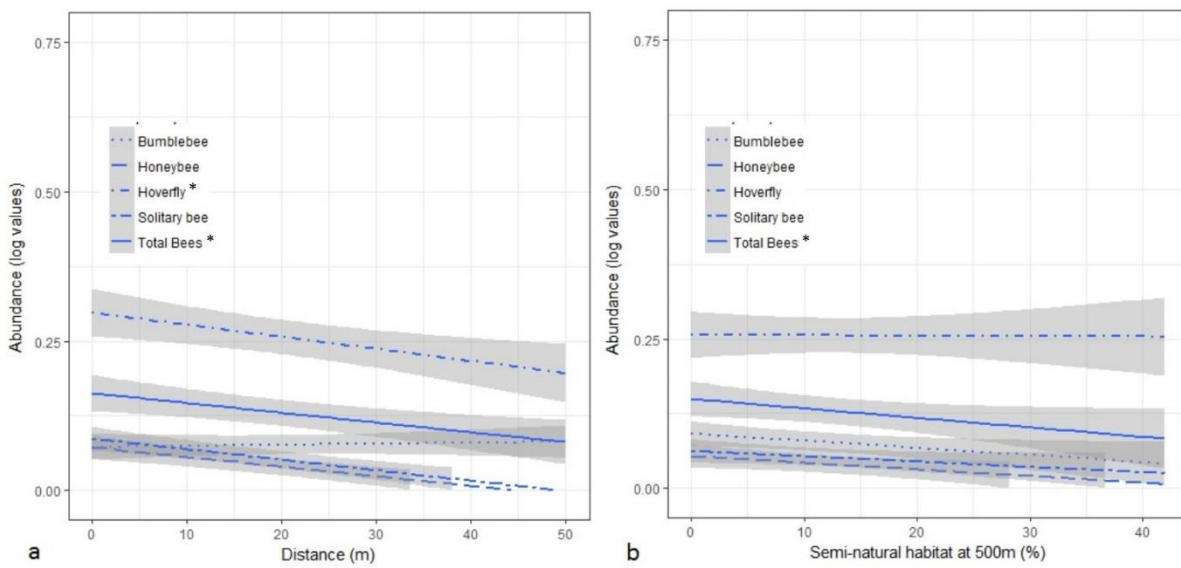 0.75
0.50
0.25
0.00
Abundance (log values)
Bumblebee
Honeybee
Hoverfly *
Solitary bee
Total Bees *
0 10 20 30 40 50
Distance (m)
a
0.75
0.50
0.25
0.00
Abundance (log values)
Bumblebee
Honeybee
Hoverfly
Solitary bee
Total Bees *
0 10 20 30 40
Semi-natural habitat at 500m (%)
b